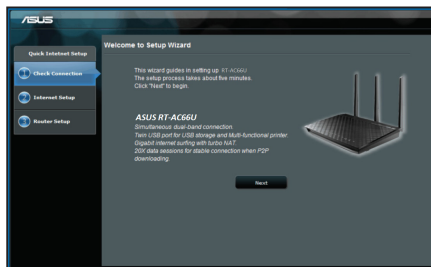 ASUS
Quick Internet Setup
1 Check Connection
2 Internet Setup
3 Router Setup
Welcome to Setup Wizard
This wizard guides in setting up RT-AC66U
The setup process takes about five minutes.
Click "Next" to begin.
ASUS RT-AC66U
Simultaneous dual-band connection.
Twin USB port for USB storage and Multi-functional printer.
Gigabit internet surfing with turbo NAT.
20X data sessions for stable connection when P2P
downloading.
Next